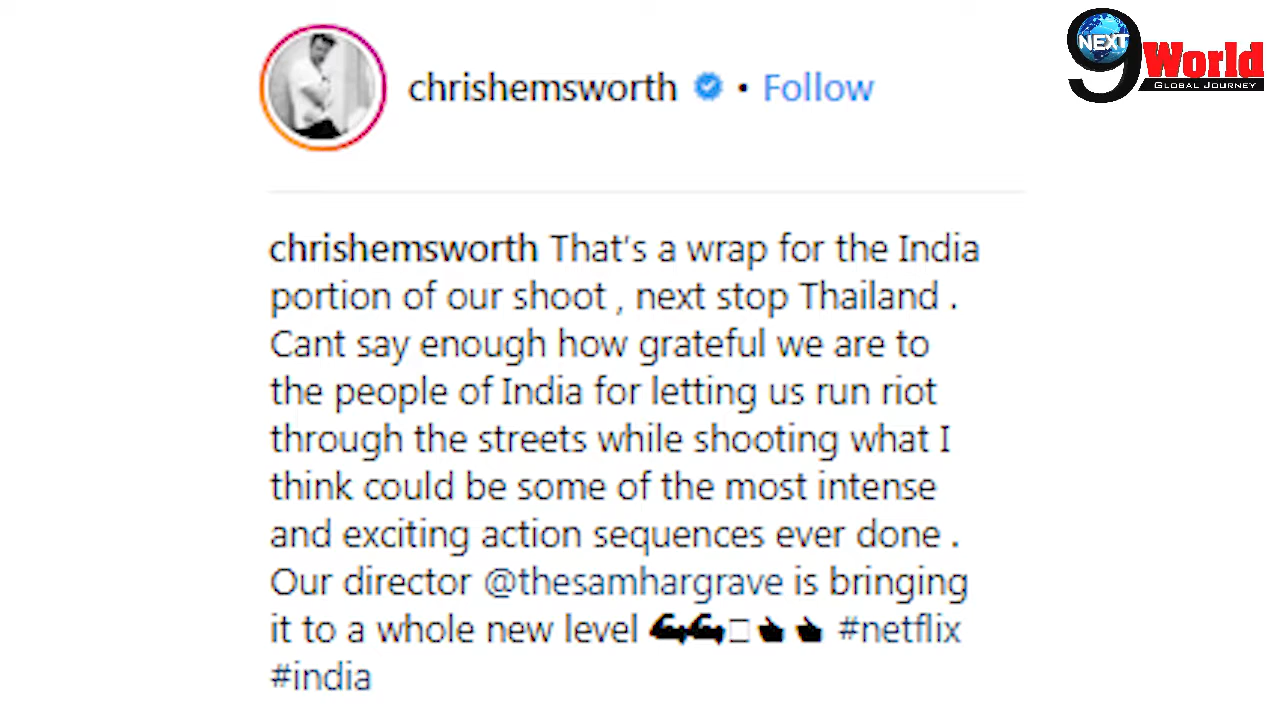 NEXT
9 World
GLOBAL JOURNEY
chrishemsworth • Follow
chrishemsworth That's a wrap for the India
portion of our shoot , next stop Thailand .
Cant say enough how grateful we are to
the people of India for letting us run riot
through the streets while shooting what I
think could be some of the most intense
and exciting action sequences ever done .
Our director @thesamhargrave is bringing
it to a whole new level 💪💪□👍👍 #netflix
#india